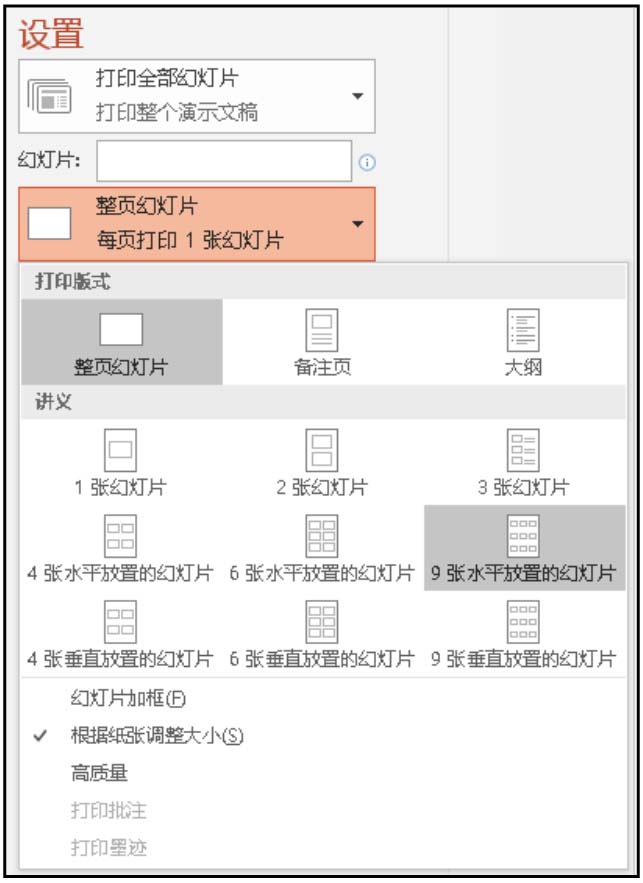 设置
打印全部幻灯片
打印整个演示文稿
幻灯片:
整页幻灯片
每页打印 1 张幻灯片
打印版式
整页幻灯片 备注页 大纲
讲义
1 张幻灯片 2 张幻灯片 3 张幻灯片
4 张水平放置的幻灯片 6 张水平放置的幻灯片 9 张水平放置的幻灯片
4 张垂直放置的幻灯片 6 张垂直放置的幻灯片 9 张垂直放置的幻灯片
幻灯片加框(F)
根据纸张调整大小(S)
高质量
打印批注
打印墨迹